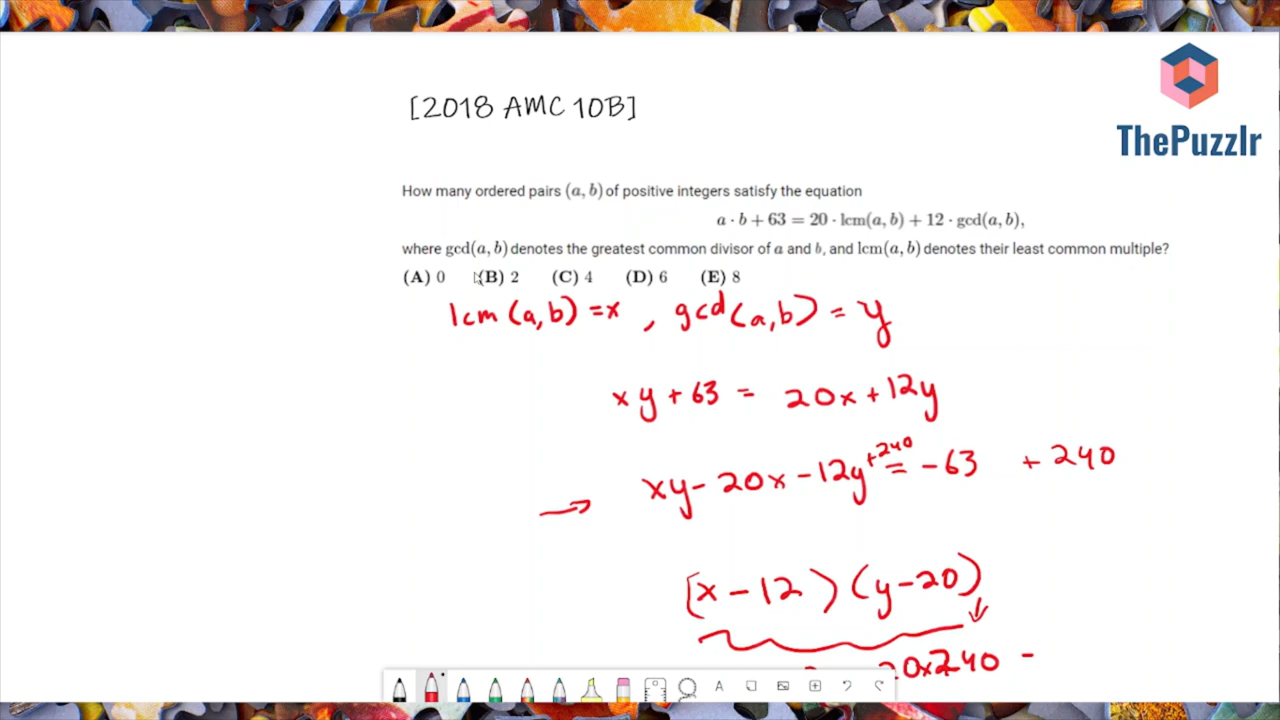 [2018 AMC 10B]
ThePuzzlr
How many ordered pairs (a, b) of positive integers satisfy the equation
a · b + 63 = 20 · lcm(a, b) + 12 · gcd(a, b),
where gcd(a, b) denotes the greatest common divisor of a and b, and lcm(a, b) denotes their least common multiple?
(A) 0 (B) 2 (C) 4 (D) 6 (E) 8
lcm (a, b) = x , gcd (a, b) = y
xy + 63 = 20x + 12y
→ xy - 20x - 12y +240 = -63 + 240
(x - 12) (y - 20)
20x240 -
A